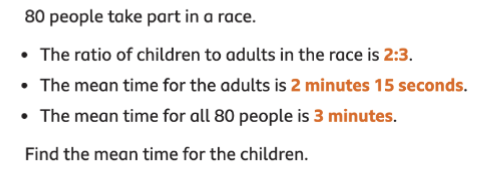 80 people take part in a race.
• The ratio of children to adults in the race is 2:3.
• The mean time for the adults is 2 minutes 15 seconds.
• The mean time for all 80 people is 3 minutes.
Find the mean time for the children.